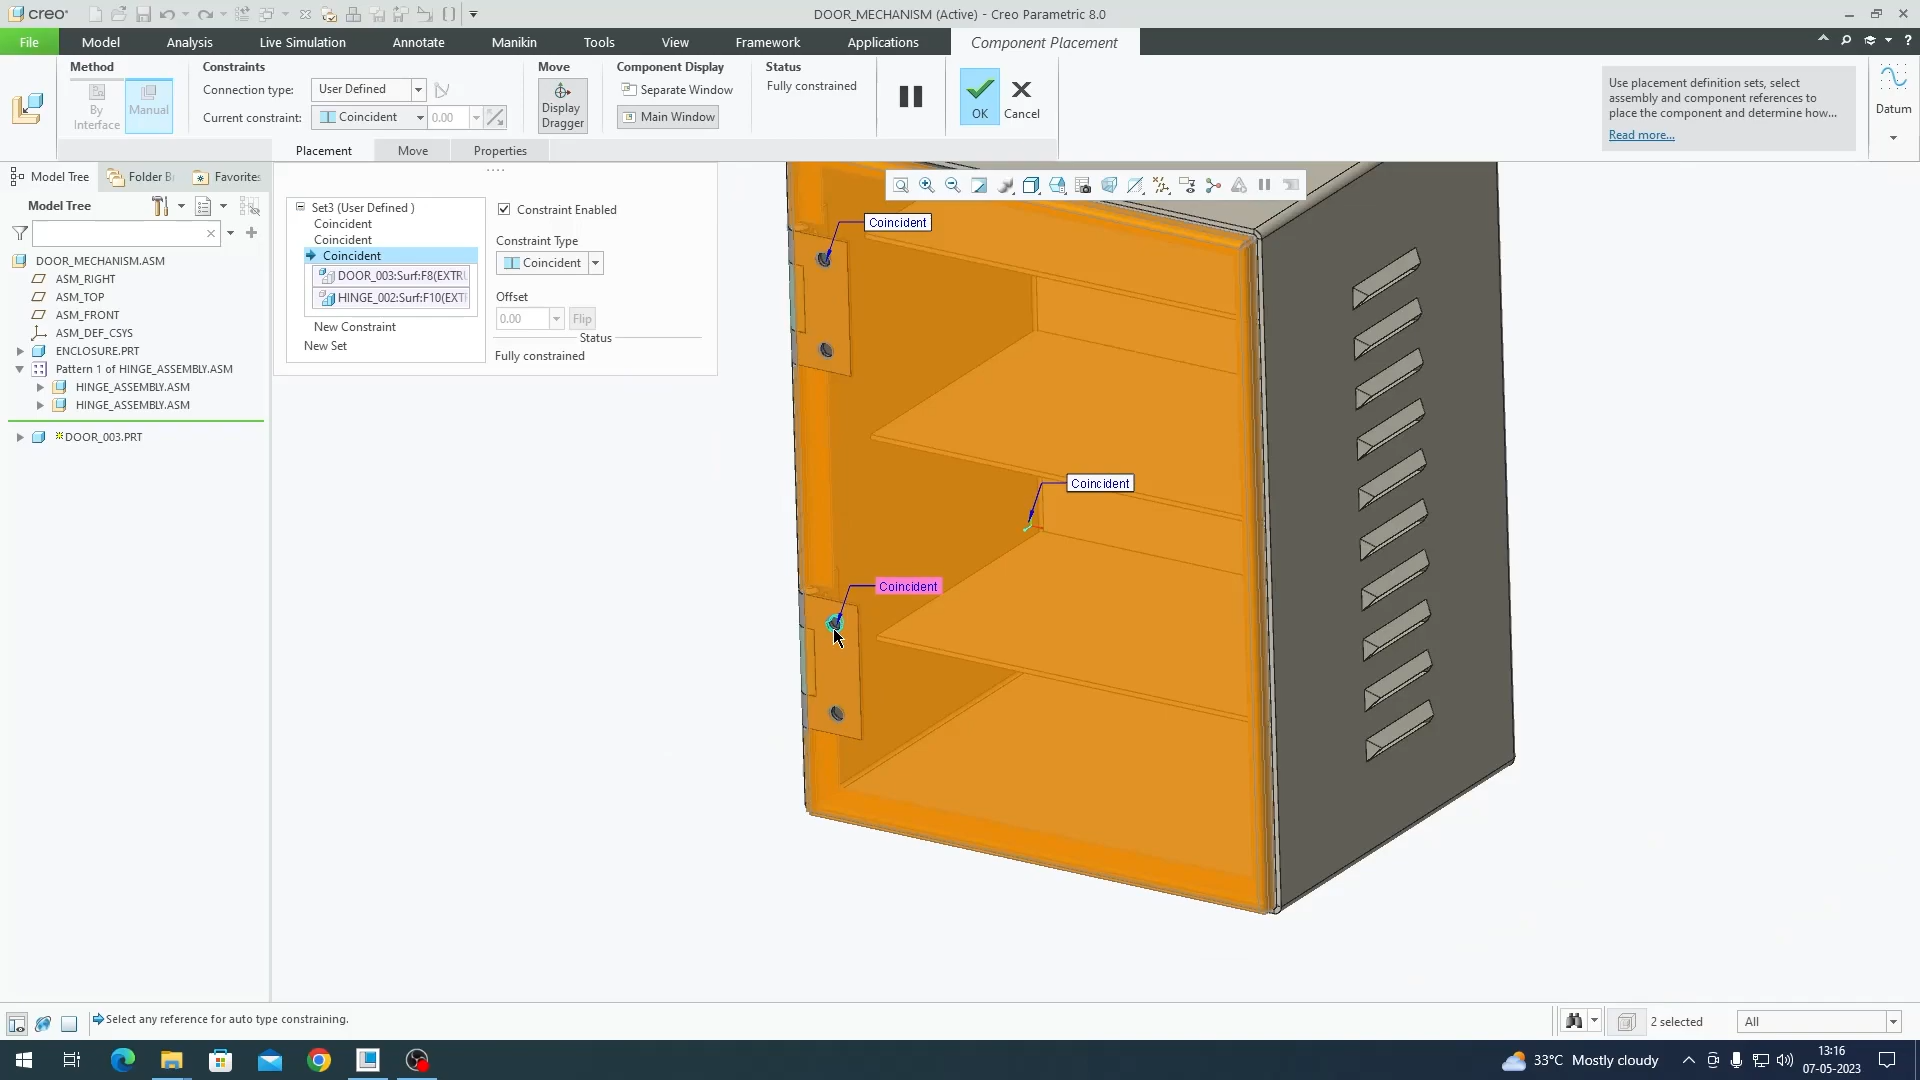 creo
DOOR_MECHANISM (Active) - Creo Parametric 8.0
File
Model
Analysis
Live Simulation
Annotate
Manikin
Tools
View
Framework
Applications
Component Placement
Method
By Interface
Manual
Constraints
Connection type:
User Defined
Current constraint:
Coincident
0.00
Move
Display Dragger
Component Display
Separate Window
Main Window
Status
Fully constrained
OK
Cancel
Use placement definition sets, select
assembly and component references to
place the component and determine how...
Read more...
Datum
Placement
Move
Properties
Model Tree
Folder Br
Favorites
Model Tree
DOOR_MECHANISM.ASM
ASM_RIGHT
ASM_TOP
ASM_FRONT
ASM_DEF_CSYS
ENCLOSURE.PRT
Pattern 1 of HINGE_ASSEMBLY.ASM
HINGE_ASSEMBLY.ASM
HINGE_ASSEMBLY.ASM
DOOR_003.PRT
Set3 (User Defined )
Coincident
Coincident
Coincident
DOOR_003:Surf:F8(EXTRU
HINGE_002:Surf:F10(EXT
New Constraint
New Set
Constraint Enabled
Constraint Type
Coincident
Offset
0.00
Flip
Status
Fully constrained
Coincident
Coincident
Coincident
Select any reference for auto type constraining.
2 selected
All
33°C Mostly cloudy
13:16
07-05-2023